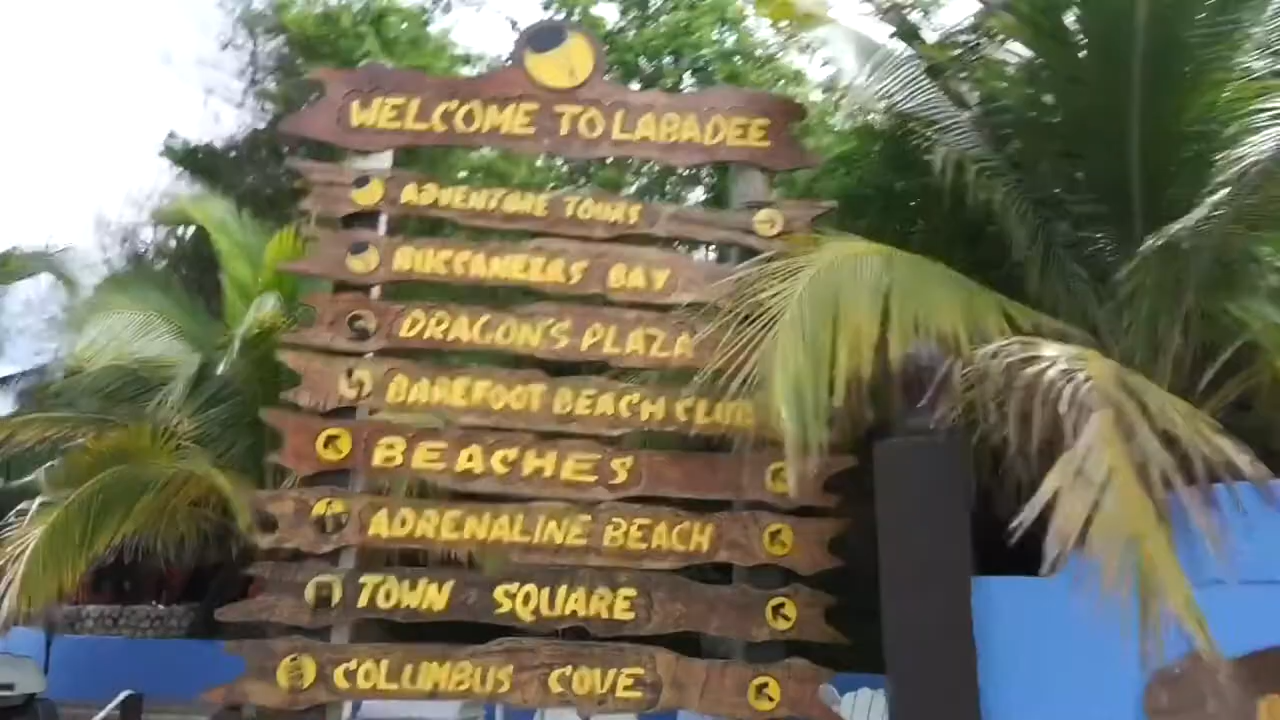 WELCOME TO LABADEE
ADVENTURE TOURS
BUCCANEERS BAY
DRAGON'S PLAZA
BAREFOOT BEACH CLUB
BEACHES
ADRENALINE BEACH
TOWN SQUARE
COLUMBUS COVE